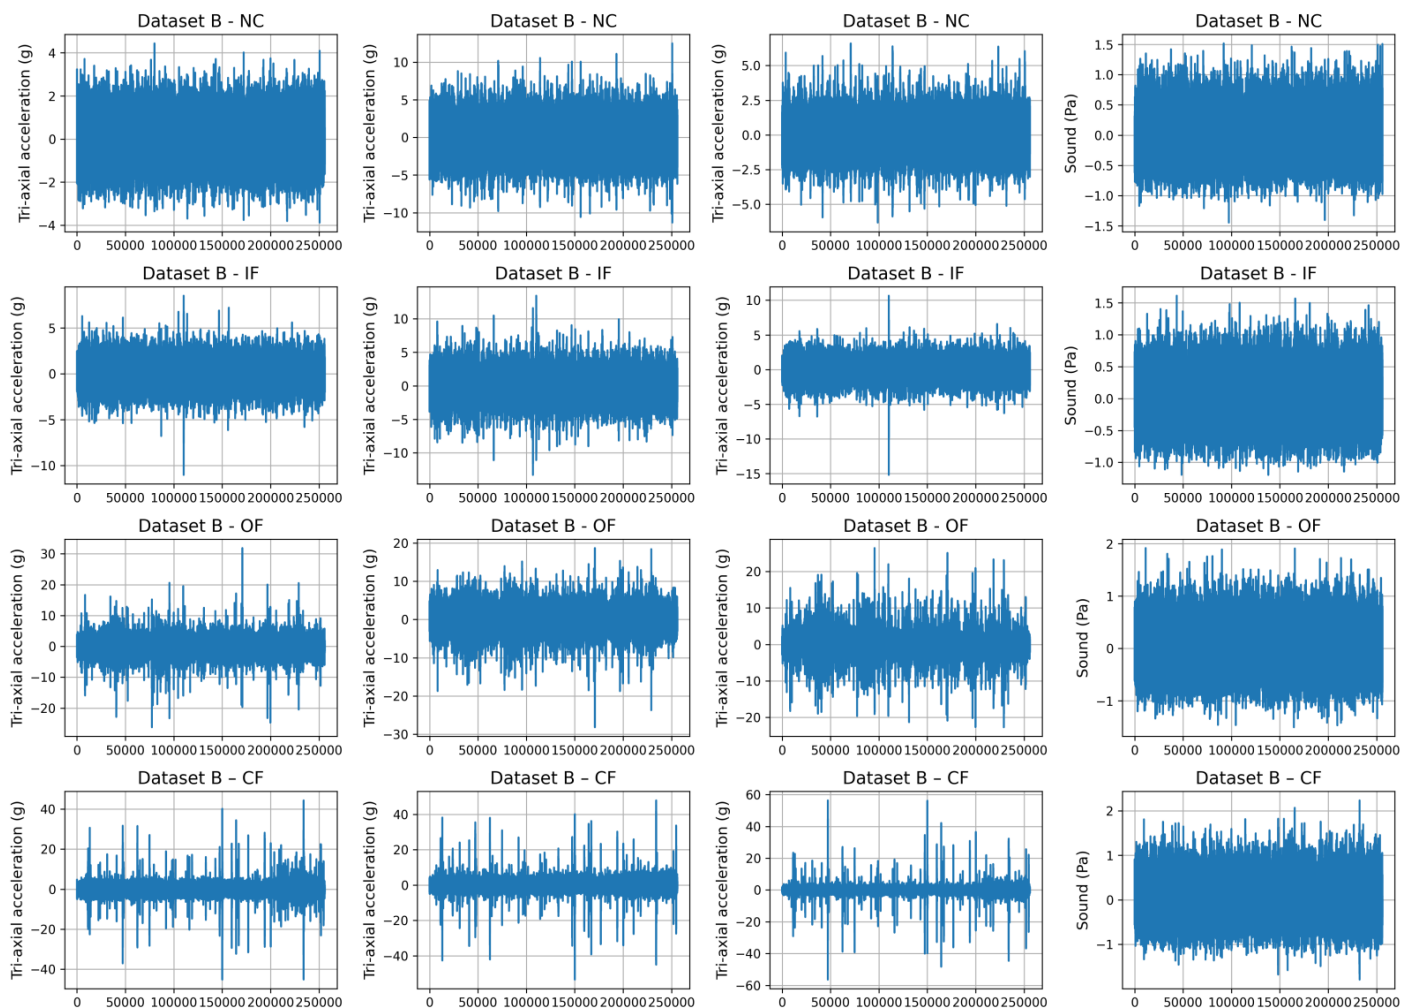 Dataset B - NC Dataset B - NC Dataset B - NC Dataset B - NC
Tri-axial acceleration (g) 4 2 0 −2 −4
Tri-axial acceleration (g) 10 5 0 −5 −10
Tri-axial acceleration (g) 5.0 2.5 0.0 −2.5 −5.0
Sound (Pa) 1.5 1.0 0.5 0.0 −0.5 −1.0 −1.5
0 50000 100000 150000 200000 250000 0 50000 100000 150000 200000 250000 0 50000 100000 150000 200000 250000 0 50000 100000 150000 200000 250000
Dataset B - IF Dataset B - IF Dataset B - IF Dataset B - IF
Tri-axial acceleration (g) 5 0 −5 −10
Tri-axial acceleration (g) 10 5 0 −5 −10
Tri-axial acceleration (g) 10 5 0 −5 −10 −15
Sound (Pa) 1.5 1.0 0.5 0.0 −0.5 −1.0
0 50000 100000 150000 200000 250000 0 50000 100000 150000 200000 250000 0 50000 100000 150000 200000 250000 0 50000 100000 150000 200000 250000
Dataset B - OF Dataset B - OF Dataset B - OF Dataset B - OF
Tri-axial acceleration (g) 30 20 10 0 −10 −20
Tri-axial acceleration (g) 20 10 0 −10 −20 −30
Tri-axial acceleration (g) 20 10 0 −10 −20
Sound (Pa) 2 1 0 −1
0 50000 100000 150000 200000 250000 0 50000 100000 150000 200000 250000 0 50000 100000 150000 200000 250000 0 50000 100000 150000 200000 250000
Dataset B – CF Dataset B – CF Dataset B – CF Dataset B – CF
Tri-axial acceleration (g) 40 20 0 −20 −40
Tri-axial acceleration (g) 40 20 0 −20 −40
Tri-axial acceleration (g) 60 40 20 0 −20 −40 −60
Sound (Pa) 2 1 0 −1
0 50000 100000 150000 200000 250000 0 50000 100000 150000 200000 250000 0 50000 100000 150000 200000 250000 0 50000 100000 150000 200000 250000